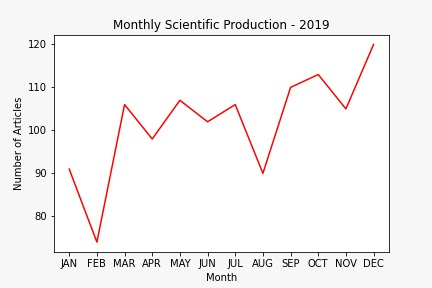 Monthly Scientific Production - 2019
120
110
100
90
80
Number of Articles
JAN FEB MAR APR MAY JUN JUL AUG SEP OCT NOV DEC
Month